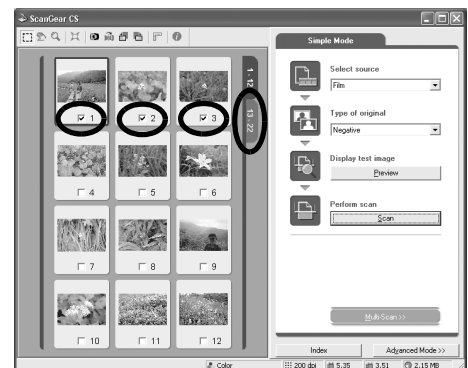 ScanGear CS
Simple Mode
Select source
Film
Type of original
Negative
Display test image
Preview
Perform scan
Scan
Multi-Scan >>
Index
Advanced Mode >>
1 - 12
13 - 22
1
2
3
4
5
6
7
8
9
10
11
12
Color
200 dpi
5.35
3.51
2.15 MB